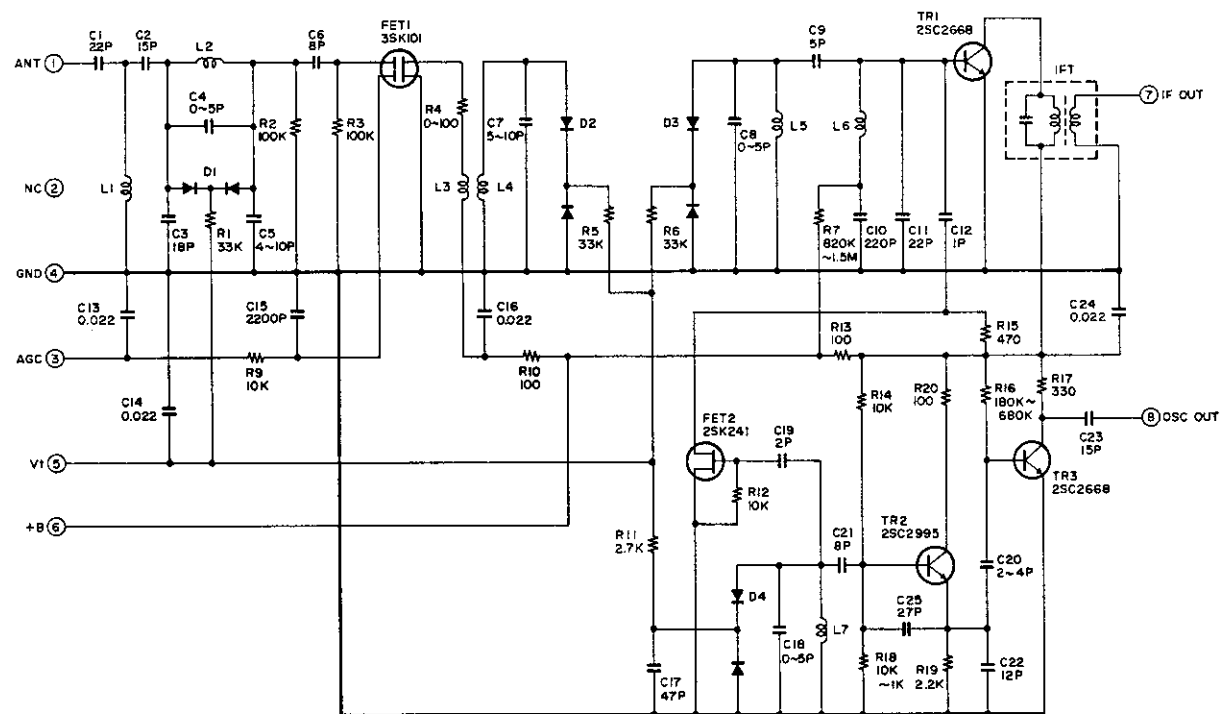 TR1
2SC2668
FET1
3SK101
C1
22P
C2
15P
L2
C6
8P
C9
5P
IFT
ANT 1
7 IF OUT
C4
0~5P
R2
100K
R3
100K
R4
0~100
C7
5~10P
D2
D3
C8
0~5P
L5
L6
NC 2
L1
D1
L3
L4
C3
118P
R1
33K
C5
4~10P
R5
33K
R6
33K
R7
820K
~1.5M
C10
220P
C11
22P
C12
1P
GND 4
C13
0.022
C15
2200P
C16
0.022
C24
0.022
R13
100
R15
470
AGC 3
R9
10K
R10
100
R14
10K
R20
100
R16
180K~
680K
R17
330
C14
0.022
FET2
2SK241
C19
2P
8 OSC OUT
C23
15P
Vt 5
R12
10K
TR3
2SC2668
+B 6
R11
2.7K
C21
8P
TR2
2SC2995
C20
2~4P
D4
C25
27P
C18
0~5P
L7
C17
47P
R18
10K
~1K
R19
2.2K
C22
12P